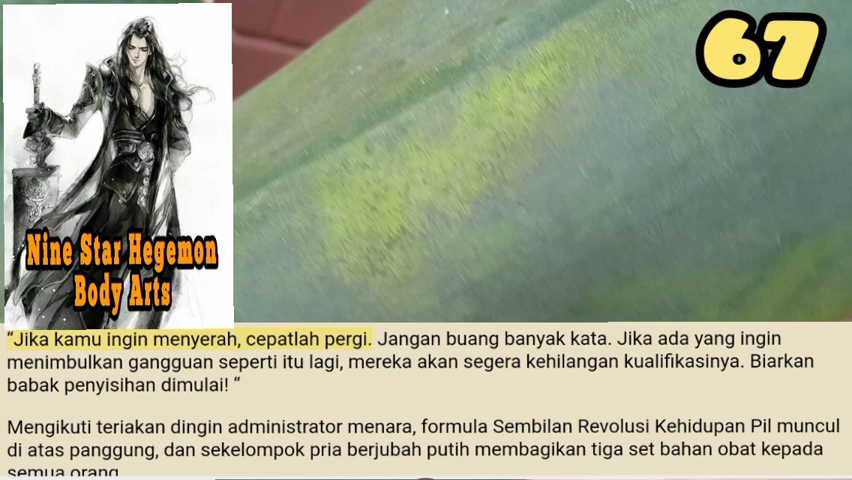 67
Nine Star Hegemon
Body Arts
“Jika kamu ingin menyerah, cepatlah pergi. Jangan buang banyak kata. Jika ada yang ingin
menimbulkan gangguan seperti itu lagi, mereka akan segera kehilangan kualifikasinya. Biarkan
babak penyisihan dimulai! “
Mengikuti teriakan dingin administrator menara, formula Sembilan Revolusi Kehidupan Pil muncul
di atas panggung, dan sekelompok pria berjubah putih membagikan tiga set bahan obat kepada
semua orang.